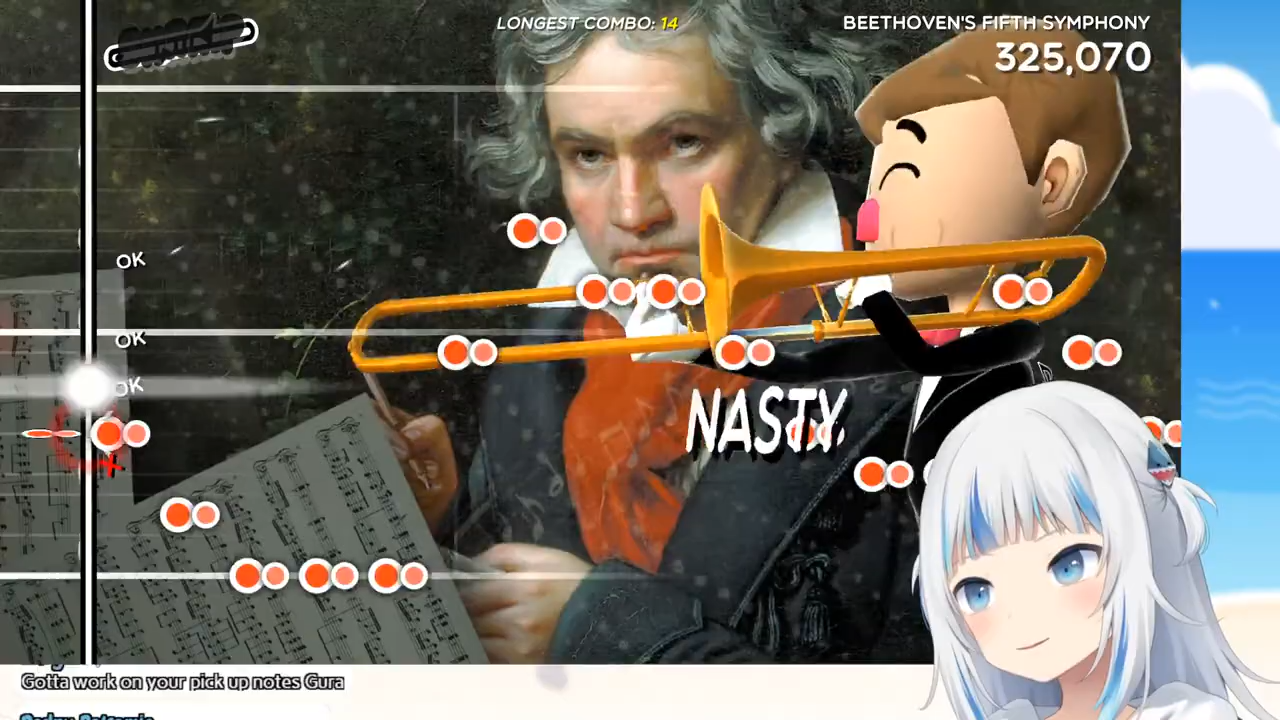 LONGEST COMBO: 14
BEETHOVEN'S FIFTH SYMPHONY
325,070
OK
OK
OK
NASTY
Gotta work on your pick up notes Gura